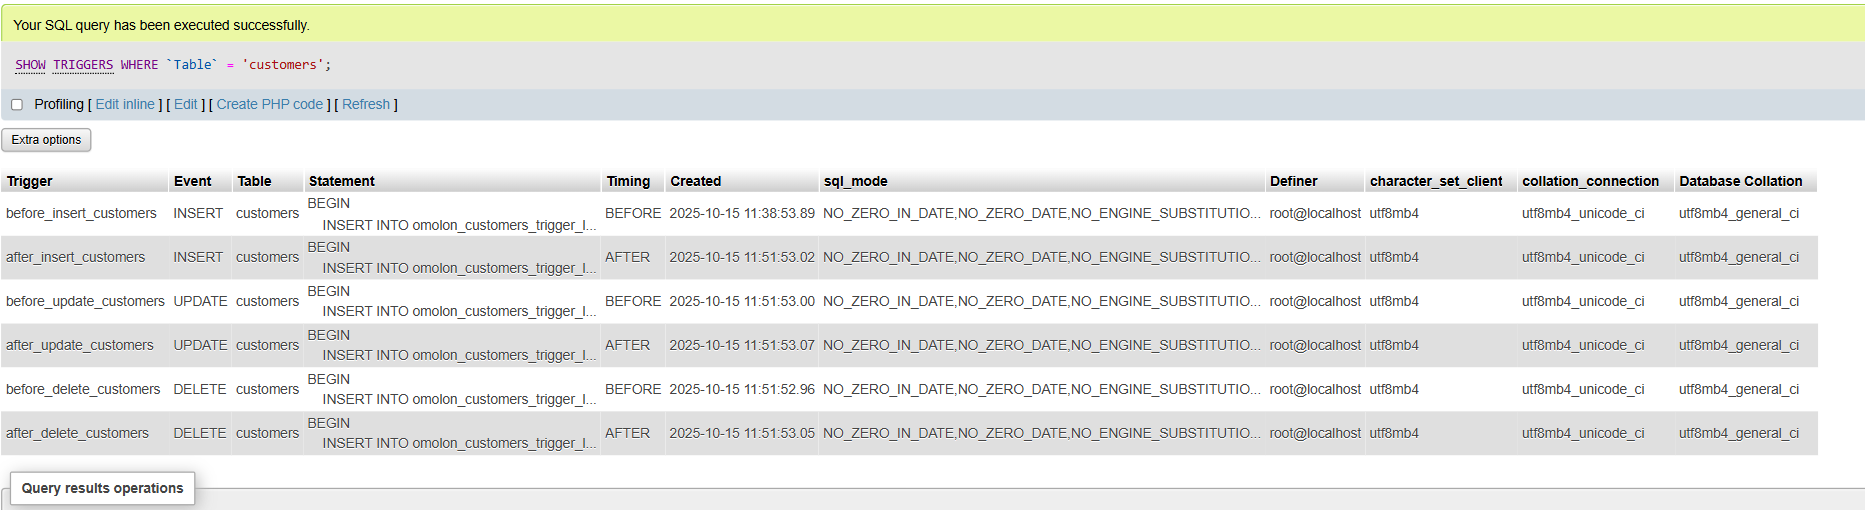 Your SQL query has been executed successfully.
SHOW TRIGGERS WHERE `Table` = 'customers';
Profiling [ Edit inline ] [ Edit ] [ Create PHP code ] [ Refresh ]
Extra options
Trigger Event Table Statement Timing Created sql_mode Definer character_set_client collation_connection Database Collation
before_insert_customers INSERT customers BEGIN INSERT INTO omolon_customers_trigger_l... BEFORE 2025-10-15 11:38:53.89 NO_ZERO_IN_DATE,NO_ZERO_DATE,NO_ENGINE_SUBSTITUTIO... root@localhost utf8mb4 utf8mb4_unicode_ci utf8mb4_general_ci
after_insert_customers INSERT customers BEGIN INSERT INTO omolon_customers_trigger_l... AFTER 2025-10-15 11:51:53.02 NO_ZERO_IN_DATE,NO_ZERO_DATE,NO_ENGINE_SUBSTITUTIO... root@localhost utf8mb4 utf8mb4_unicode_ci utf8mb4_general_ci
before_update_customers UPDATE customers BEGIN INSERT INTO omolon_customers_trigger_l... BEFORE 2025-10-15 11:51:53.00 NO_ZERO_IN_DATE,NO_ZERO_DATE,NO_ENGINE_SUBSTITUTIO... root@localhost utf8mb4 utf8mb4_unicode_ci utf8mb4_general_ci
after_update_customers UPDATE customers BEGIN INSERT INTO omolon_customers_trigger_l... AFTER 2025-10-15 11:51:53.07 NO_ZERO_IN_DATE,NO_ZERO_DATE,NO_ENGINE_SUBSTITUTIO... root@localhost utf8mb4 utf8mb4_unicode_ci utf8mb4_general_ci
before_delete_customers DELETE customers BEGIN INSERT INTO omolon_customers_trigger_l... BEFORE 2025-10-15 11:51:52.96 NO_ZERO_IN_DATE,NO_ZERO_DATE,NO_ENGINE_SUBSTITUTIO... root@localhost utf8mb4 utf8mb4_unicode_ci utf8mb4_general_ci
after_delete_customers DELETE customers BEGIN INSERT INTO omolon_customers_trigger_l... AFTER 2025-10-15 11:51:53.05 NO_ZERO_IN_DATE,NO_ZERO_DATE,NO_ENGINE_SUBSTITUTIO... root@localhost utf8mb4 utf8mb4_unicode_ci utf8mb4_general_ci
Query results operations